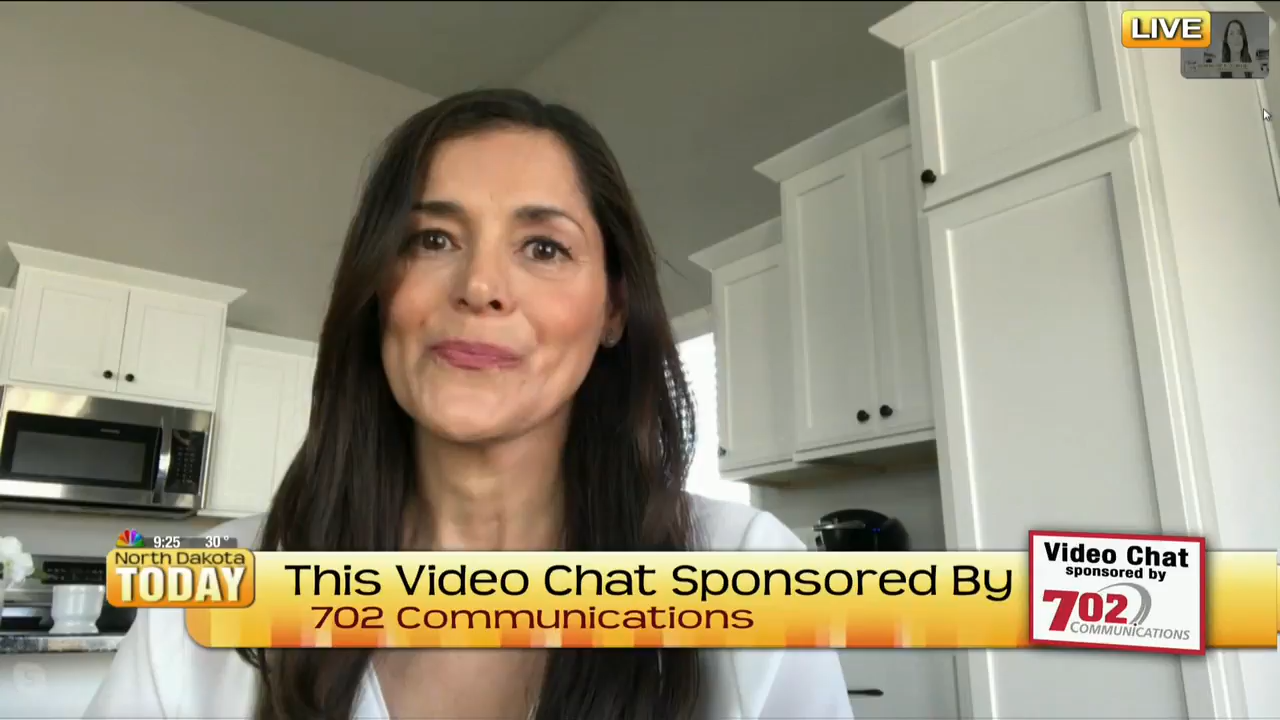 LIVE
9:25 30°
North Dakota
TODAY
This Video Chat Sponsored By
702 Communications
Video Chat
sponsored by
702
COMMUNICATIONS